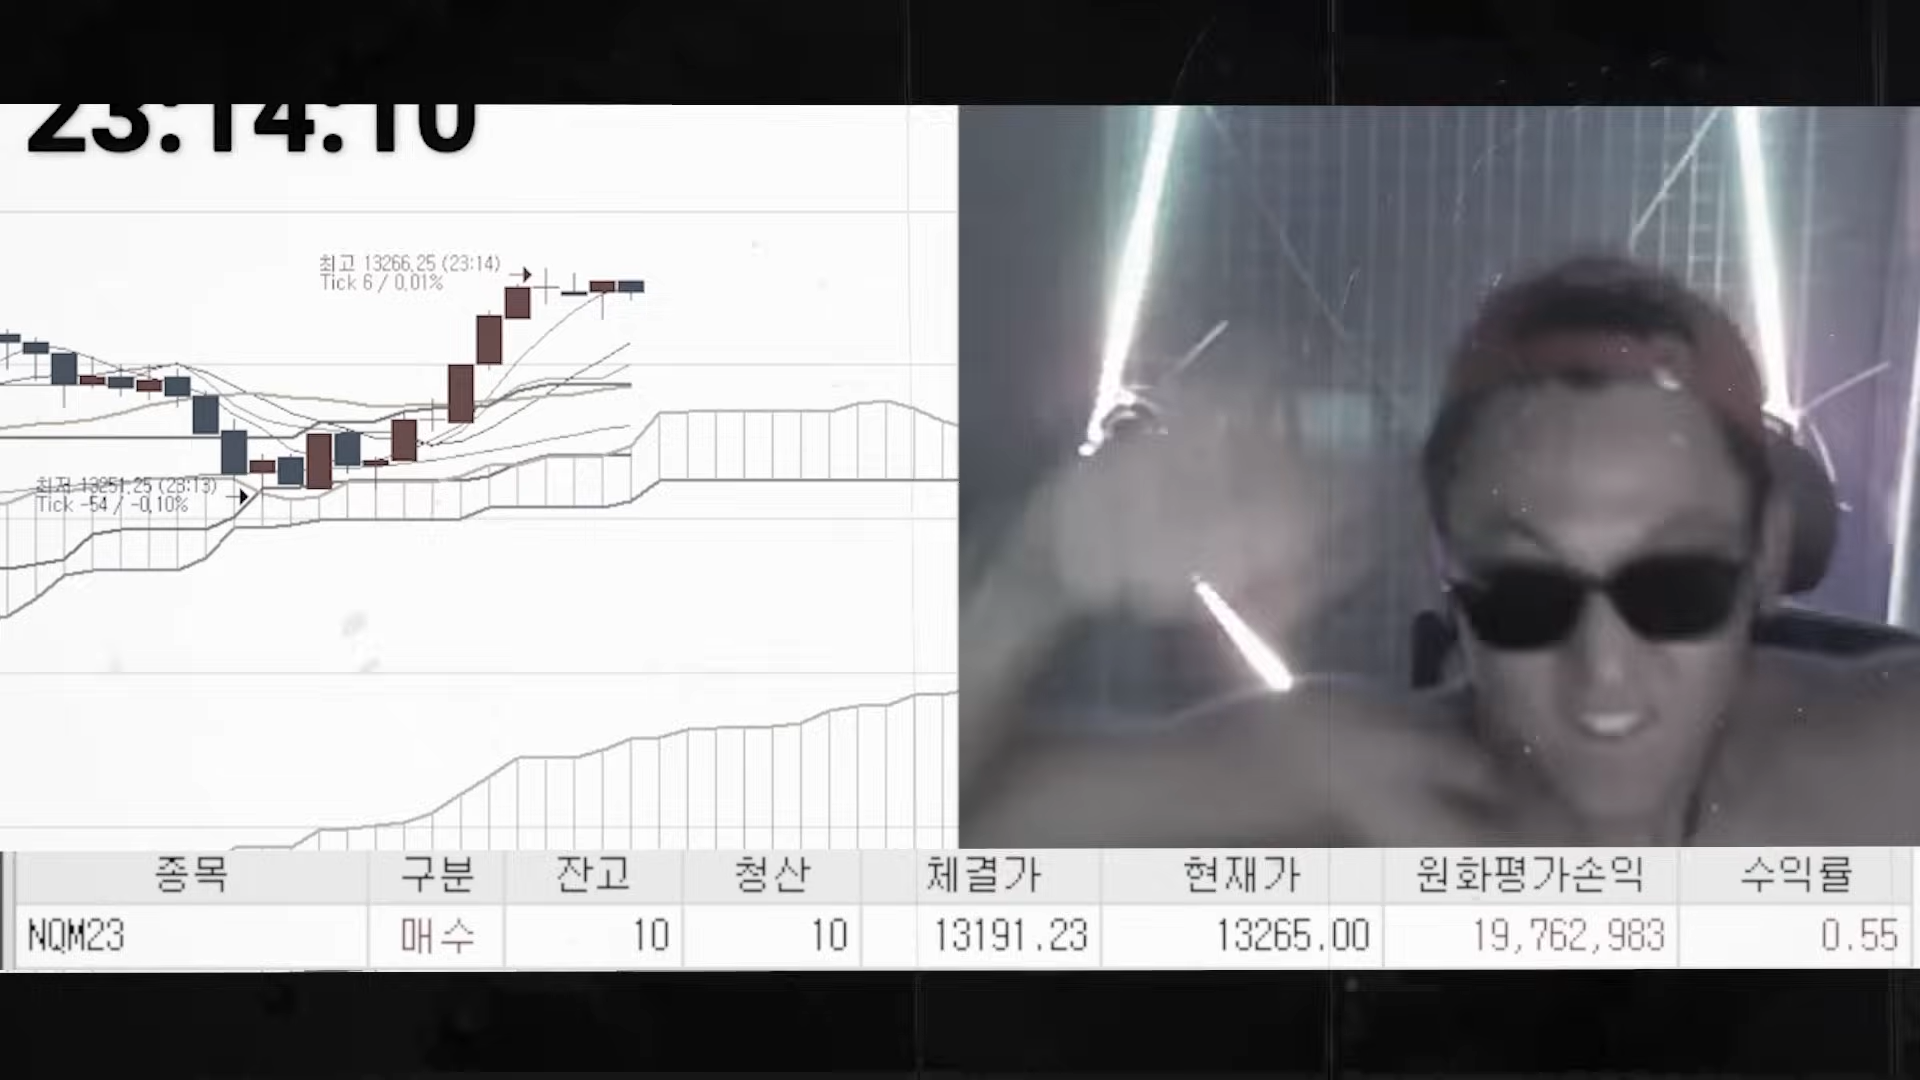 23:14:10
최고 13266,25 (23:14)
Tick 6 / 0,01%
최저 13251,25 (23:13)
Tick -54 / -0,10%
종목 구분 잔고 청산 체결가 현재가 원화평가손익 수익률
NQM23 매수 10 10 13191.23 13265.00 19,762,983 0.55